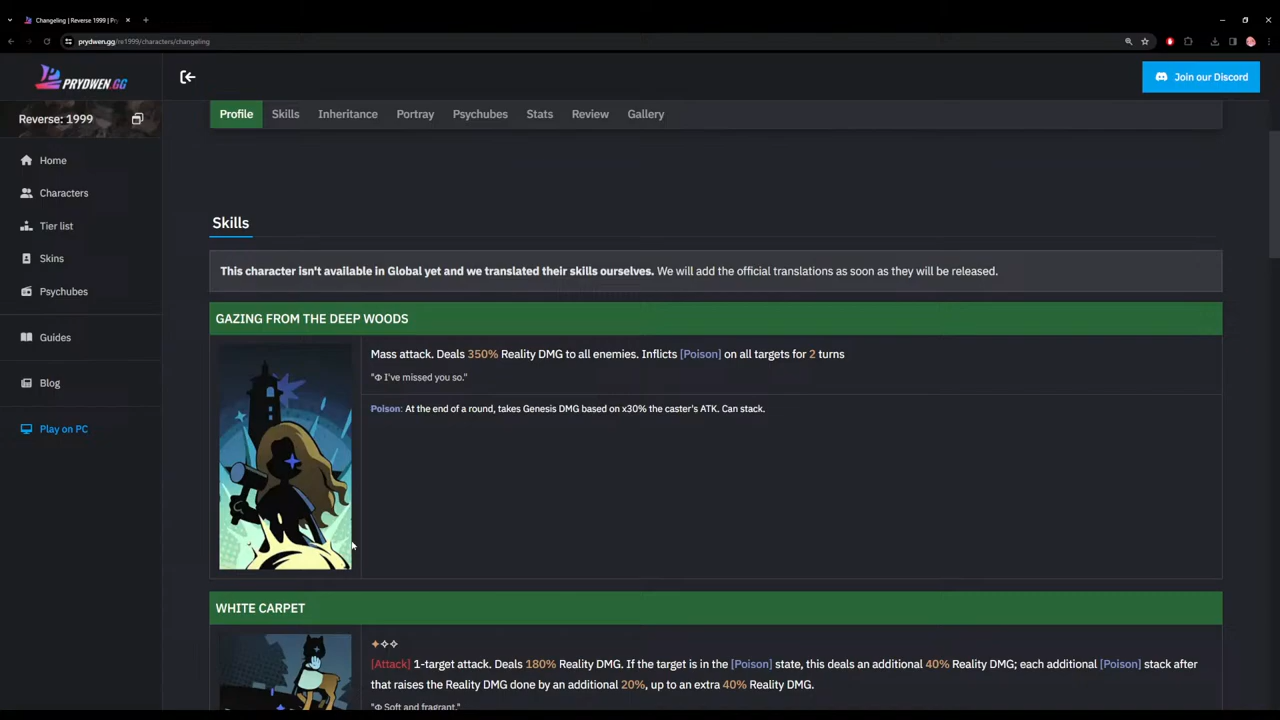 Changeling | Reverse 1999 | Pry
prydwen.gg/re1999/characters/changeling
PRYDWEN.GG
Join our Discord
Reverse: 1999
Profile
Skills
Inheritance
Portray
Psychubes
Stats
Review
Gallery
Home
Characters
Tier list
Skins
Psychubes
Guides
Blog
Play on PC
Skills
This character isn't available in Global yet and we translated their skills ourselves. We will add the official translations as soon as they will be released.
GAZING FROM THE DEEP WOODS
Mass attack. Deals 350% Reality DMG to all enemies. Inflicts [Poison] on all targets for 2 turns
"Φ I've missed you so."
Poison: At the end of a round, takes Genesis DMG based on x30% the caster's ATK. Can stack.
WHITE CARPET
[Attack] 1-target attack. Deals 180% Reality DMG. If the target is in the [Poison] state, this deals an additional 40% Reality DMG; each additional [Poison] stack after
that raises the Reality DMG done by an additional 20%, up to an extra 40% Reality DMG.
"Φ Soft and fragrant."